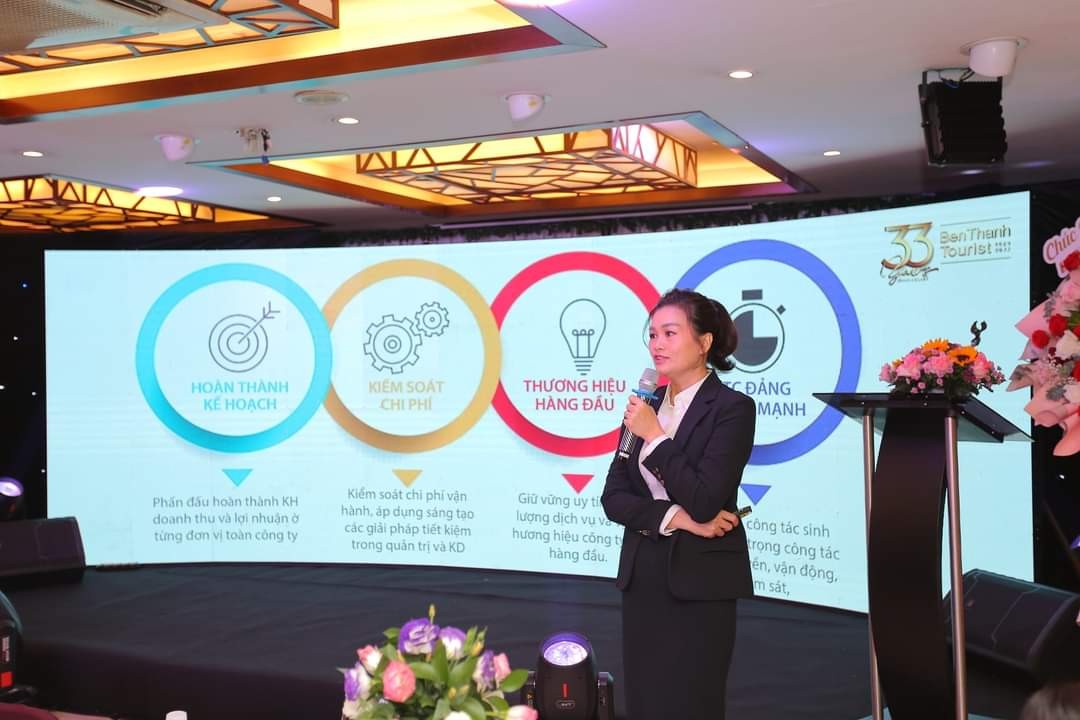 33
BenThanh
Tourist
Chúc
HOÀN THÀNH
KẾ HOẠCH
KIỂM SOÁT
CHI PHÍ
THƯƠNG HIỆU
HÀNG ĐẦU
TC ĐẢNG
MẠNH
Phấn đấu hoàn thành KH
doanh thu và lợi nhuận ở
từng đơn vị toàn công ty
Kiểm soát chi phí vận
hành, áp dụng sáng tạo
các giải pháp tiết kiệm
trong quản trị và KD
Giữ vững uy
lượng dịch vụ và
hương hiệu công
hàng đầu.
công tác sinh
trọng công tác
vận động,
sát,